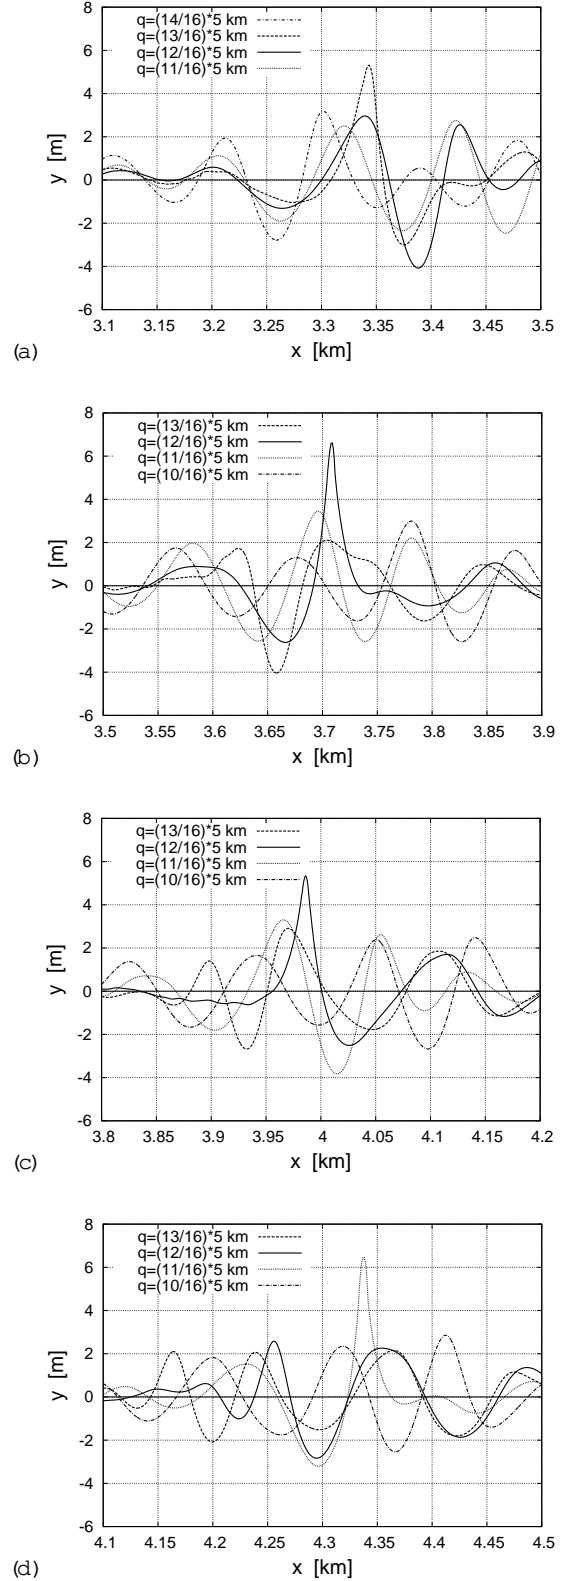 q=(14/16)*5 km
q=(13/16)*5 km
q=(12/16)*5 km
q=(11/16)*5 km
8
6
4
2
0
-2
-4
-6
y [m]
3.1 3.15 3.2 3.25 3.3 3.35 3.4 3.45 3.5
(a) x [km]
q=(13/16)*5 km
q=(12/16)*5 km
q=(11/16)*5 km
q=(10/16)*5 km
8
6
4
2
0
-2
-4
-6
y [m]
3.5 3.55 3.6 3.65 3.7 3.75 3.8 3.85 3.9
(b) x [km]
q=(13/16)*5 km
q=(12/16)*5 km
q=(11/16)*5 km
q=(10/16)*5 km
8
6
4
2
0
-2
-4
-6
y [m]
3.8 3.85 3.9 3.95 4 4.05 4.1 4.15 4.2
(c) x [km]
q=(13/16)*5 km
q=(12/16)*5 km
q=(11/16)*5 km
q=(10/16)*5 km
8
6
4
2
0
-2
-4
-6
y [m]
4.1 4.15 4.2 4.25 4.3 4.35 4.4 4.45 4.5
(d) x [km]